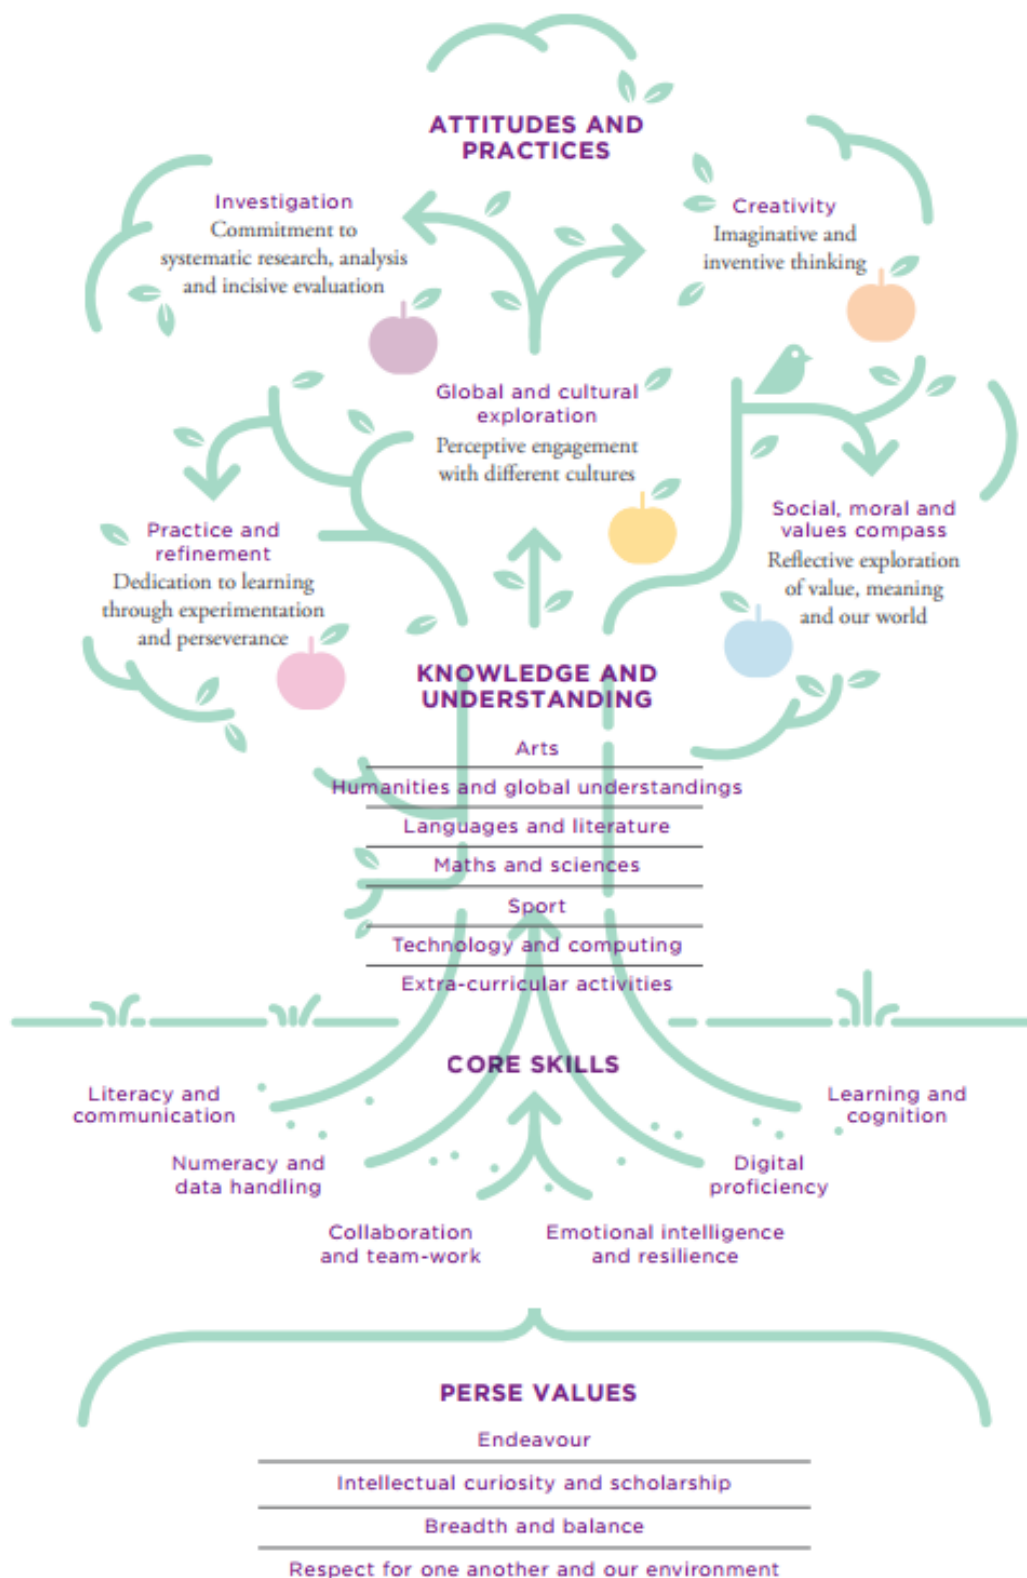 ATTITUDES AND
PRACTICES
Investigation
Commitment to
systematic research, analysis
and incisive evaluation
Creativity
Imaginative and
inventive thinking
Global and cultural
exploration
Perceptive engagement
with different cultures
Practice and
refinement
Dedication to learning
through experimentation
and perseverance
Social, moral and
values compass
Reflective exploration
of value, meaning
and our world
KNOWLEDGE AND
UNDERSTANDING
Arts
Humanities and global understandings
Languages and literature
Maths and sciences
Sport
Technology and computing
Extra-curricular activities
CORE SKILLS
Literacy and
communication
Learning and
cognition
Numeracy and
data handling
Digital
proficiency
Collaboration
and team-work
Emotional intelligence
and resilience
PERSE VALUES
Endeavour
Intellectual curiosity and scholarship
Breadth and balance
Respect for one another and our environment